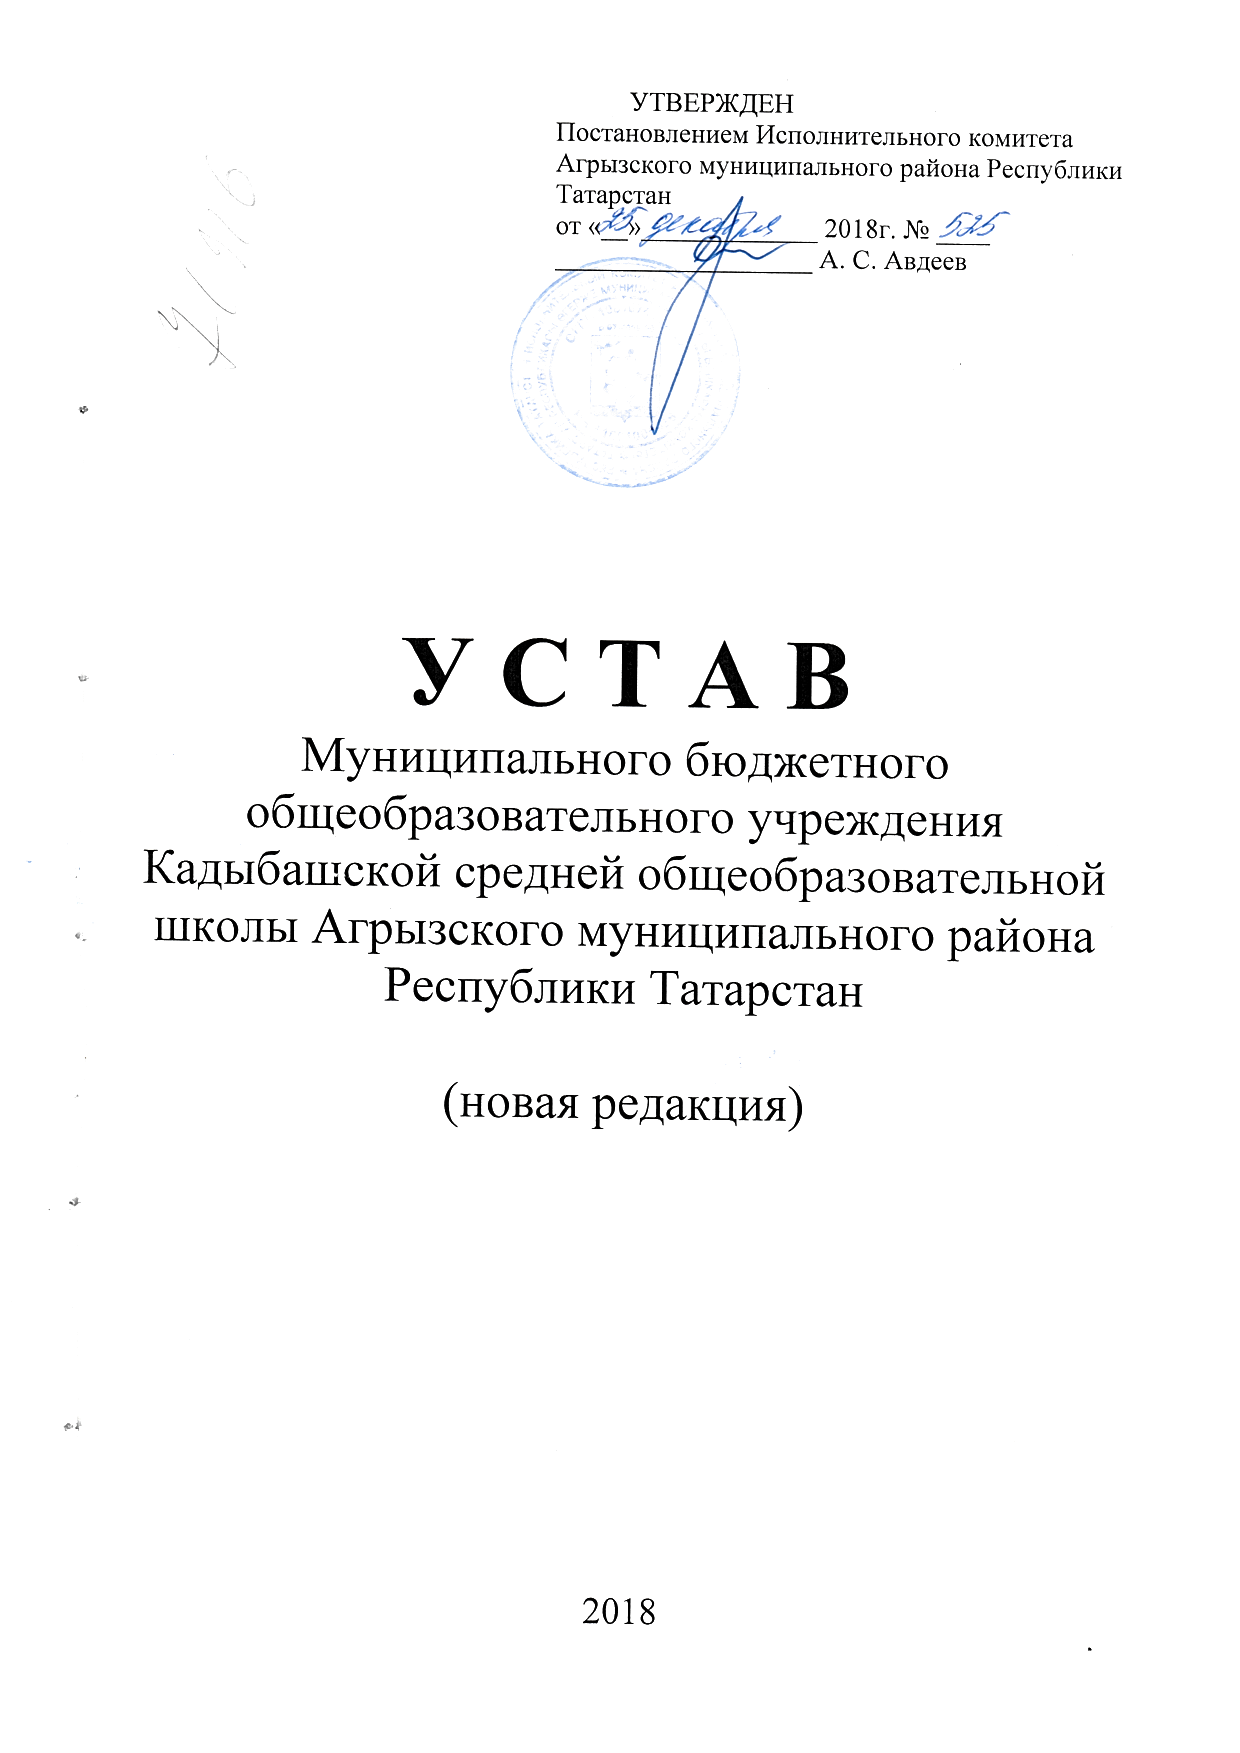 УТВЕРЖДЕН
Постановлением Исполнительного комитета
Агрызского муниципального района Республики
Татарстан
от «25» декабря 2018г. № 525
А. С. Авдеев
У С Т А В
Муниципального бюджетного
общеобразовательного учреждения
Кадыбашской средней общеобразовательной
школы Агрызского муниципального района
Республики Татарстан
(новая редакция)
2018